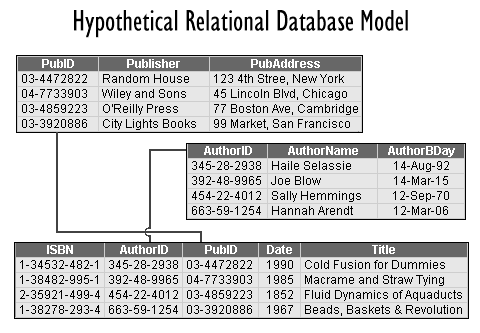 Hypothetical Relational Database Model
PubID Publisher PubAddress
03-4472822 Random House 123 4th Stree, New York
04-7733903 Wiley and Sons 45 Lincoln Blvd, Chicago
03-4859223 O'Reilly Press 77 Boston Ave, Cambridge
03-3920886 City Lights Books 99 Market, San Francisco
AuthorID AuthorName AuthorBDay
345-28-2938 Haile Selassie 14-Aug-92
392-48-9965 Joe Blow 14-Mar-15
454-22-4012 Sally Hemmings 12-Sep-70
663-59-1254 Hannah Arendt 12-Mar-06
ISBN AuthorID PubID Date Title
1-34532-482-1 345-28-2938 03-4472822 1990 Cold Fusion for Dummies
1-38482-995-1 392-48-9965 04-7733903 1985 Macrame and Straw Tying
2-35921-499-4 454-22-4012 03-4859223 1852 Fluid Dynamics of Aquaducts
1-38278-293-4 663-59-1254 03-3920886 1967 Beads, Baskets & Revolution